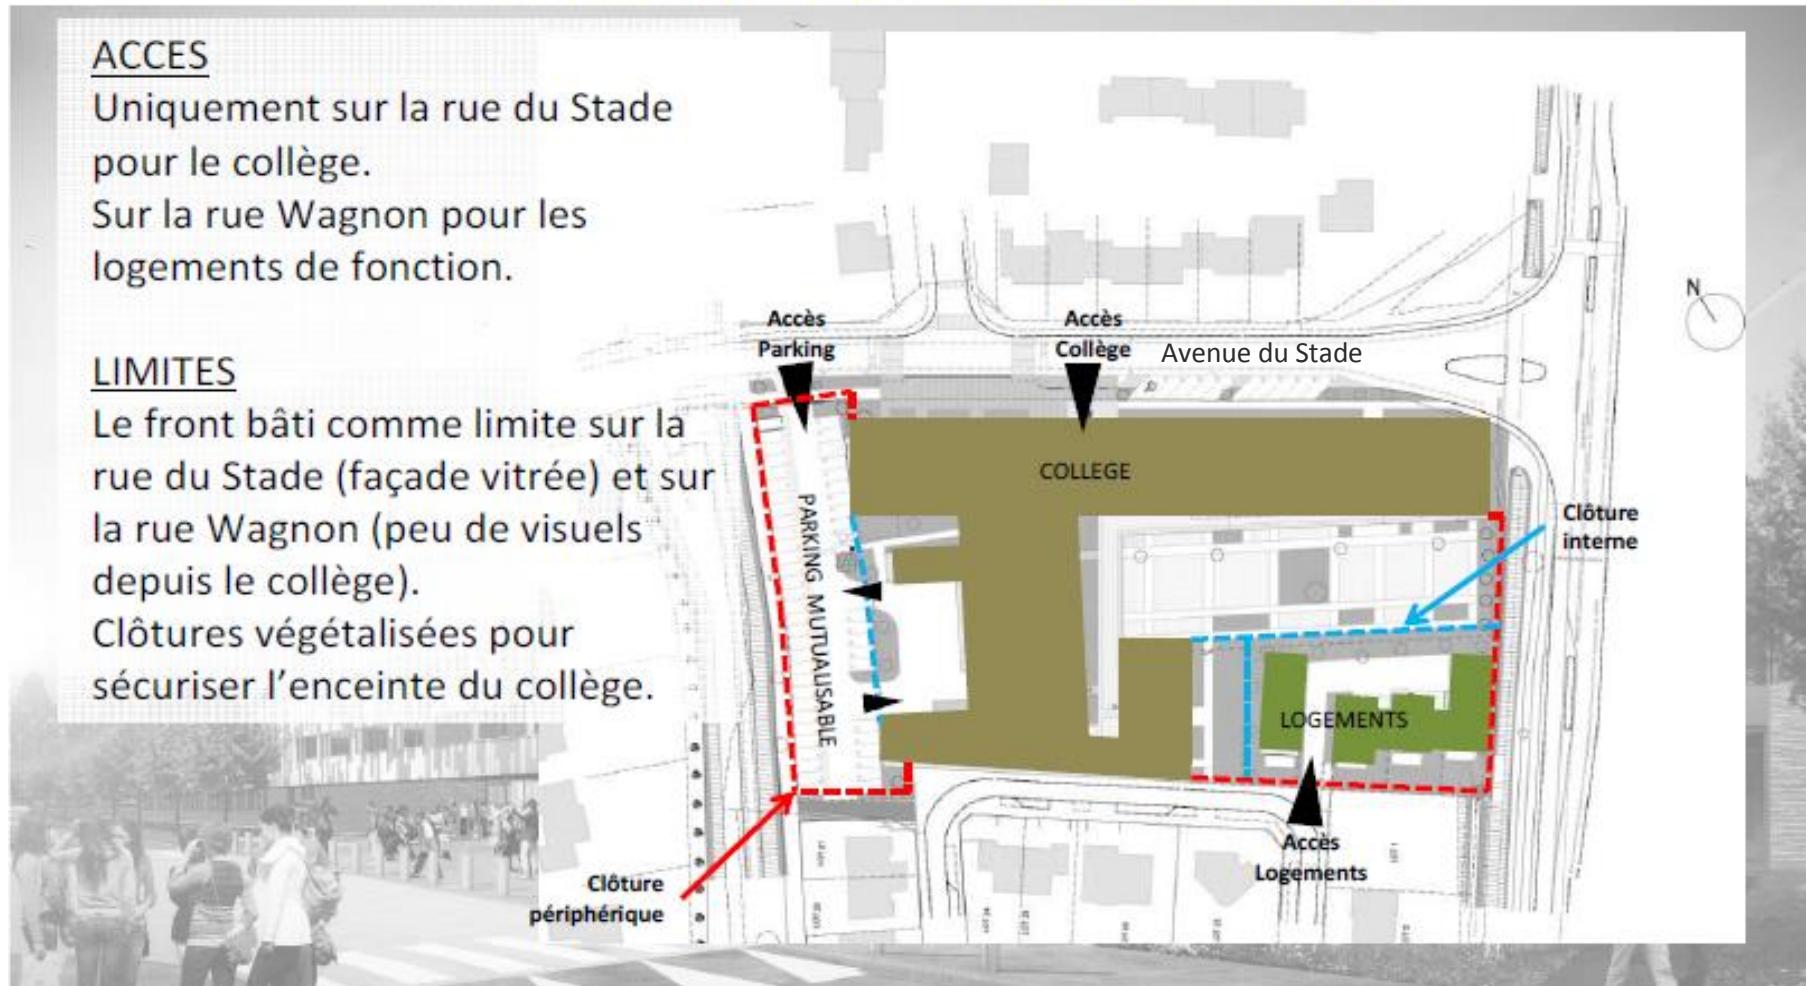 ACCES
Uniquement sur la rue du Stade
pour le collège.
Sur la rue Wagnon pour les
logements de fonction.
LIMITES
Le front bâti comme limite sur la
rue du Stade (façade vitrée) et sur
la rue Wagnon (peu de visuels
depuis le collège).
Clôtures végétalisées pour
sécuriser l'enceinte du collège.
N
Accès
Parking
Accès
Collège
Avenue du Stade
COLLEGE
PARKING MUTUALISABLE
Clôture
interne
LOGEMENTS
Accès
Logements
Clôture
périphérique